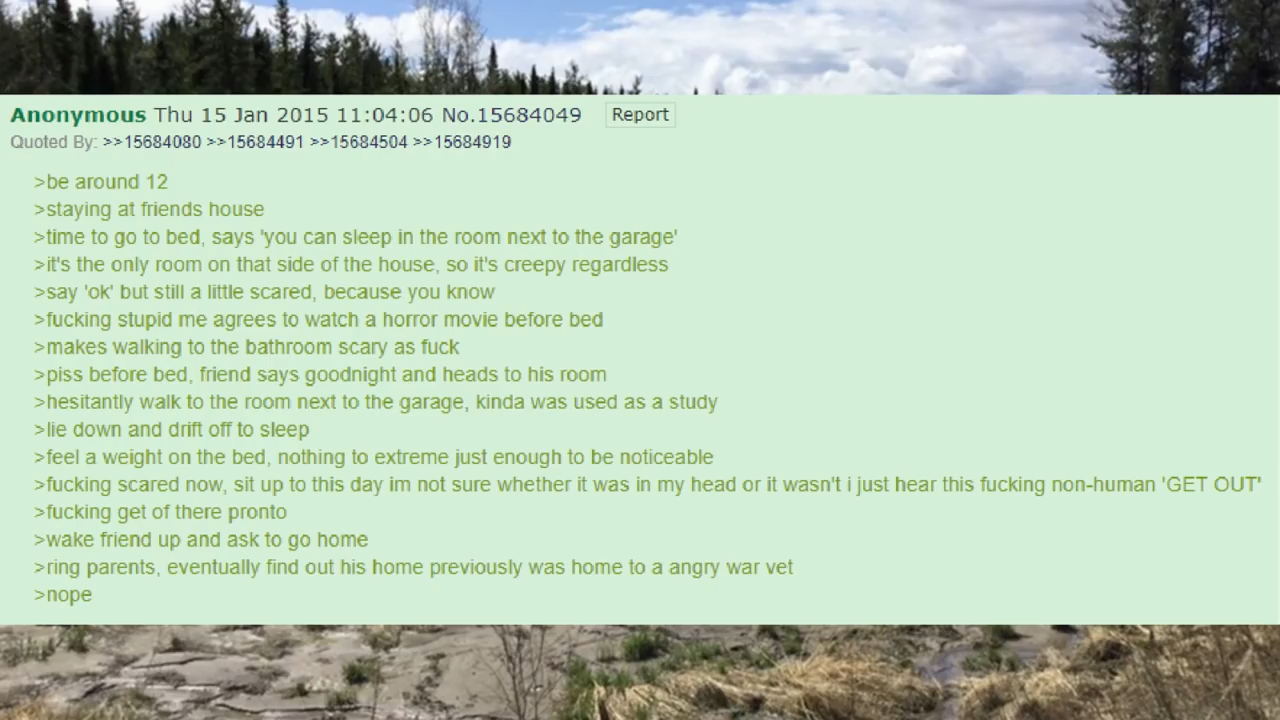 Anonymous Thu 15 Jan 2015 11:04:06 No.15684049 Report
Quoted By: >>15684080 >>15684491 >>15684504 >>15684919
>be around 12
>staying at friends house
>time to go to bed, says 'you can sleep in the room next to the garage'
>it's the only room on that side of the house, so it's creepy regardless
>say 'ok' but still a little scared, because you know
>fucking stupid me agrees to watch a horror movie before bed
>makes walking to the bathroom scary as fuck
>piss before bed, friend says goodnight and heads to his room
>hesitantly walk to the room next to the garage, kinda was used as a study
>lie down and drift off to sleep
>feel a weight on the bed, nothing to extreme just enough to be noticeable
>fucking scared now, sit up to this day im not sure whether it was in my head or it wasn't i just hear this fucking non-human 'GET OUT'
>fucking get of there pronto
>wake friend up and ask to go home
>ring parents, eventually find out his home previously was home to a angry war vet
>nope